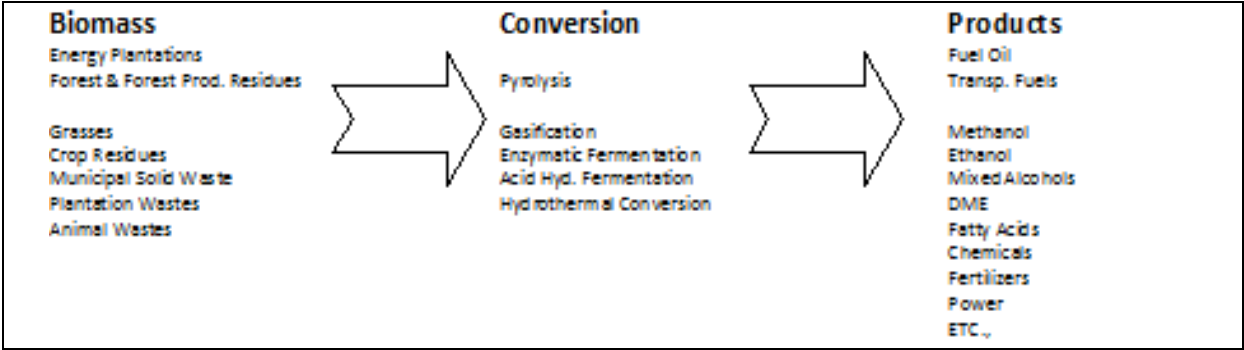 Biomass
Energy Plantations
Forest & Forest Prod. Residues
Grasses
Crop Residues
Municipal Solid Waste
Plantation Wastes
Animal Wastes
Conversion
Pyrolysis
Gasification
Enzymatic Fermentation
Acid Hyd. Fermentation
Hydrothermal Conversion
Products
Fuel Oil
Transp. Fuels
Methanol
Ethanol
Mixed Alcohols
DME
Fatty Acids
Chemicals
Fertilizers
Power
ETC.,